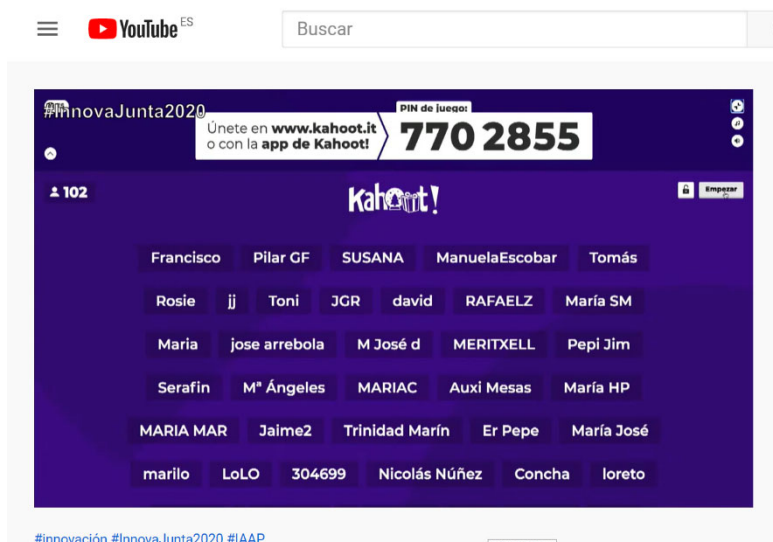 YouTube ES
Buscar
#InnovaJunta2020
PIN de juego:
Únete en www.kahoot.it
o con la app de Kahoot!
770 2855
102
Kahoot!
Empezar
Francisco Pilar GF SUSANA ManuelaEscobar Tomás
Rosie jj Toni JGR david RAFAELZ María SM
Maria jose arrebola M José d MERITXELL Pepi Jim
Serafin Mª Ángeles MARIAC Auxi Mesas María HP
MARIA MAR Jaime2 Trinidad Marín Er Pepe María José
marilo LoLO 304699 Nicolás Núñez Concha loreto
#innovación #InnovaJunta2020 #IAAP